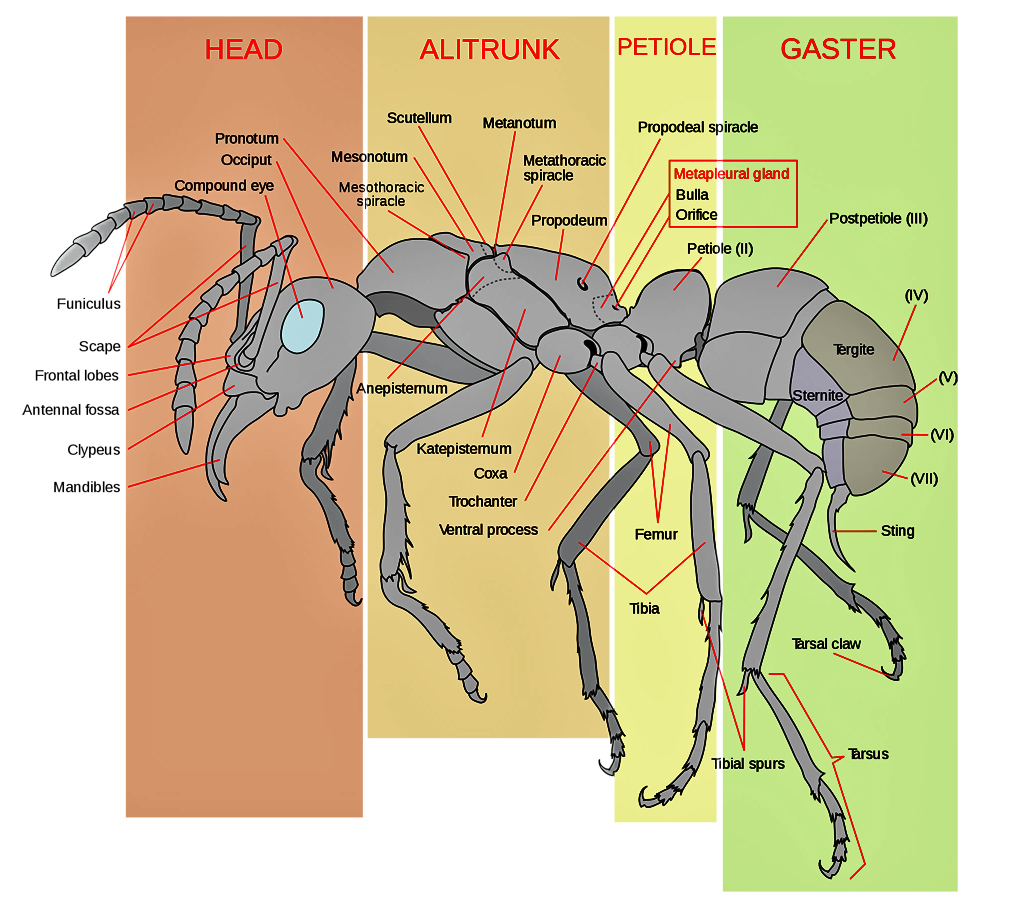 HEAD
ALITRUNK
PETIOLE
GASTER
Scutellum
Metanotum
Propodeal spiracle
Pronotum
Mesonotum
Metathoracic
spiracle
Occiput
Metapleural gland
Bulla
Orifice
Compound eye
Mesothoracic
spiracle
Propodeum
Postpetiole (III)
Petiole (II)
Funiculus
(IV)
Scape
Tergite
Frontal lobes
(V)
Anepisternum
Sternite
Antennal fossa
(VI)
Clypeus
Katepisternum
Coxa
(VII)
Mandibles
Trochanter
Ventral process
Femur
Sting
Tibia
Tarsal claw
Tibial spurs
Tarsus